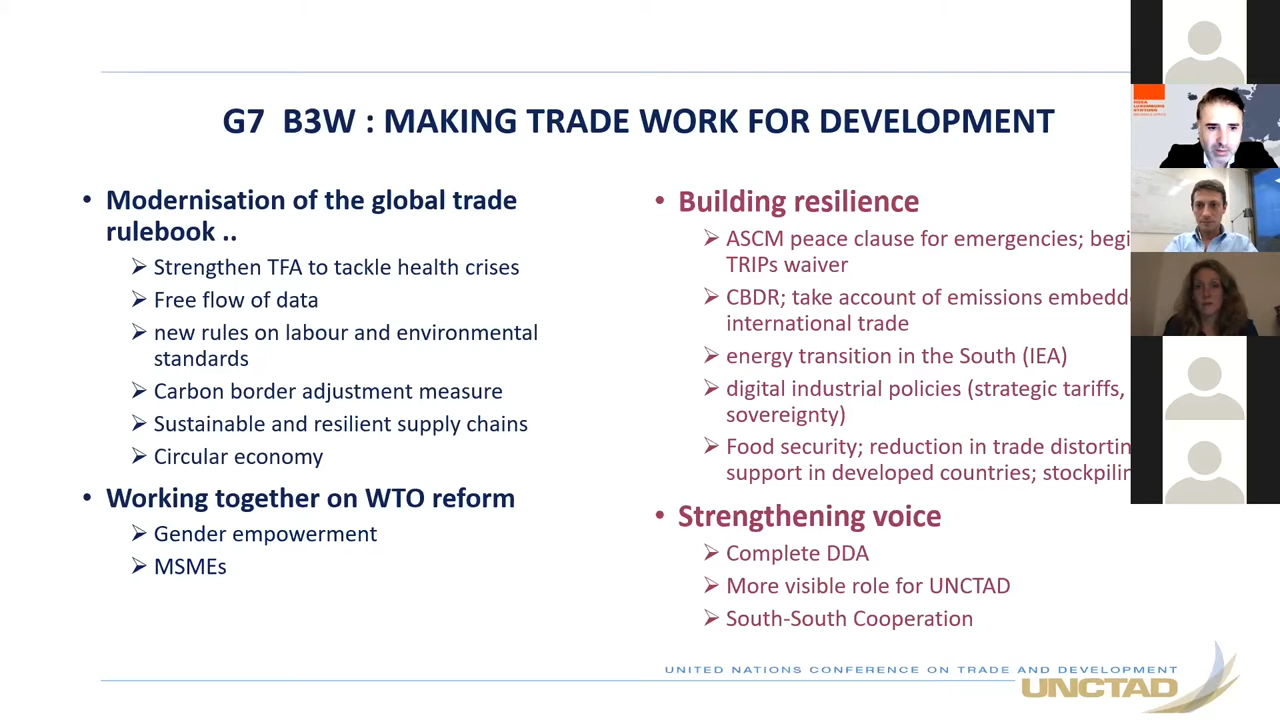 G7 B3W : MAKING TRADE WORK FOR DEVELOPMENT
• Modernisation of the global trade
rulebook ..
➢ Strengthen TFA to tackle health crises
➢ Free flow of data
➢ new rules on labour and environmental
standards
➢ Carbon border adjustment measure
➢ Sustainable and resilient supply chains
➢ Circular economy
• Working together on WTO reform
➢ Gender empowerment
➢ MSMEs
• Building resilience
➢ ASCM peace clause for emergencies;
TRIPs waiver
➢ CBDR; take account of emissions
international trade
➢ energy transition in the South (IEA)
➢ digital industrial policies (strategic tariffs,
sovereignty)
➢ Food security; reduction in trade
support in developed countries;
• Strengthening voice
➢ Complete DDA
➢ More visible role for UNCTAD
➢ South-South Cooperation
UNITED NATIONS CONFERENCE ON TRADE AND DEVELOPMENT
UNCTAD